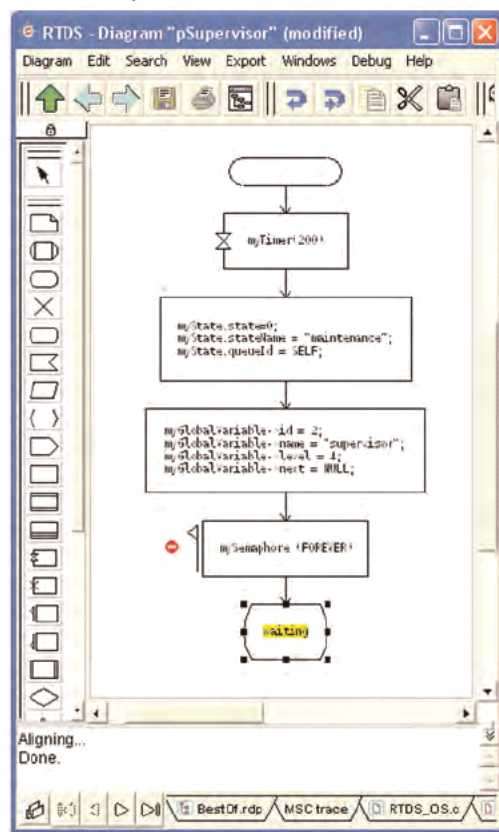 RTDS - Diagram "pSupervisor" (modified)
Diagram Edit Search View Export Windows Debug Help
myTimer(200)
myState.state=0;
myState.stateName = "maintenance";
myState.queueId = SELF;
myGlobalVariable->id = 2;
myGlobalVariable->name = "supervisor";
myGlobalVariable->level = 4;
myGlobalVariable->next = NULL;
mySemaphore (FOREVER)
waiting
Aligning...
Done.
BestOf.rdp MSC trace RTDS_OS.c